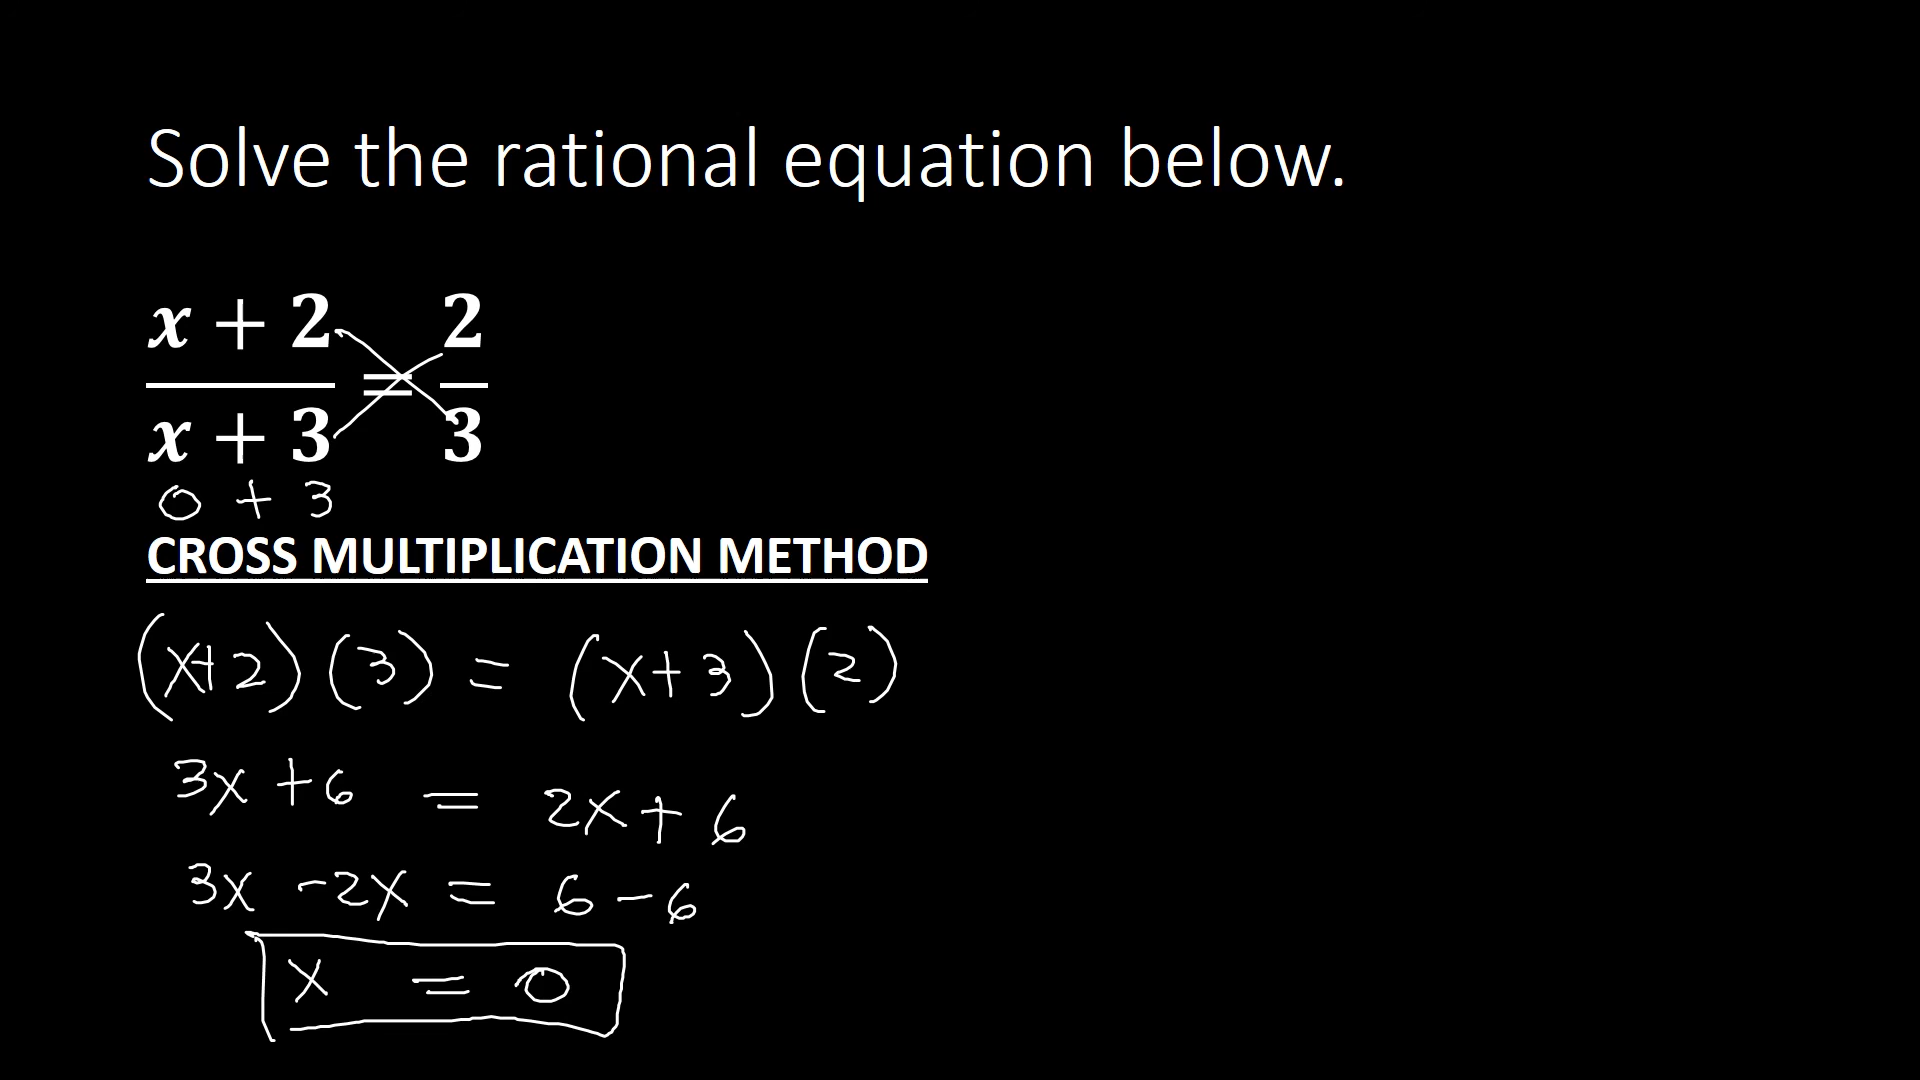 Solve the rational equation below.
x + 2 / x + 3 = 2 / 3
0 + 3
CROSS MULTIPLICATION METHOD
(x+2) (3) = (x+3) (2)
3x + 6 = 2x + 6
3x - 2x = 6 - 6
x = 0